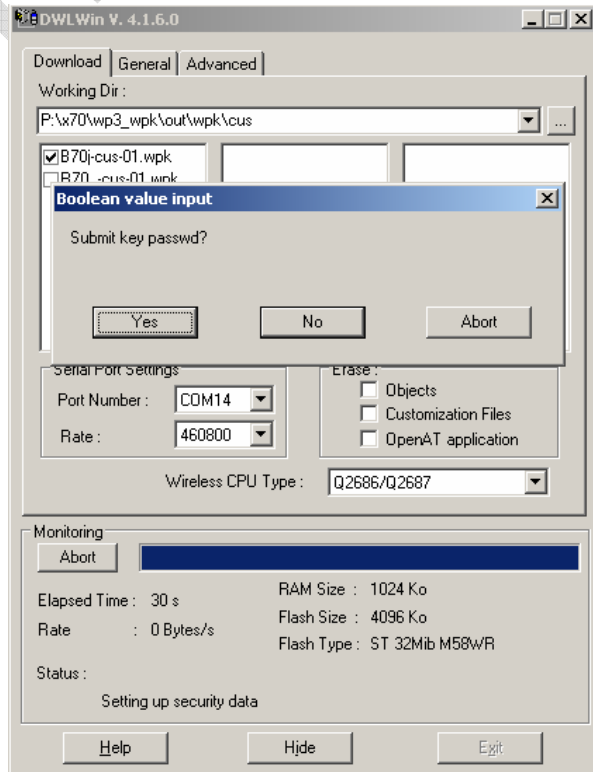 DWLWin V. 4.1.6.0
Download General Advanced
Working Dir :
P:\x70\wp3_wpk\out\wpk\cus ...
B70j-cus-01.wpk
B70_-cus-01.wpk
Boolean value input
Submit key passwd?
Yes No Abort
Serial Port Settings
Port Number : COM14
Rate : 460800
Erase :
Objects
Customization Files
OpenAT application
Wireless CPU Type : Q2686/Q2687
Monitoring
Abort
Elapsed Time : 30 s
Rate : 0 Bytes/s
RAM Size : 1024 Ko
Flash Size : 4096 Ko
Flash Type : ST 32Mib M58WR
Status :
Setting up security data
Help Hide Exit